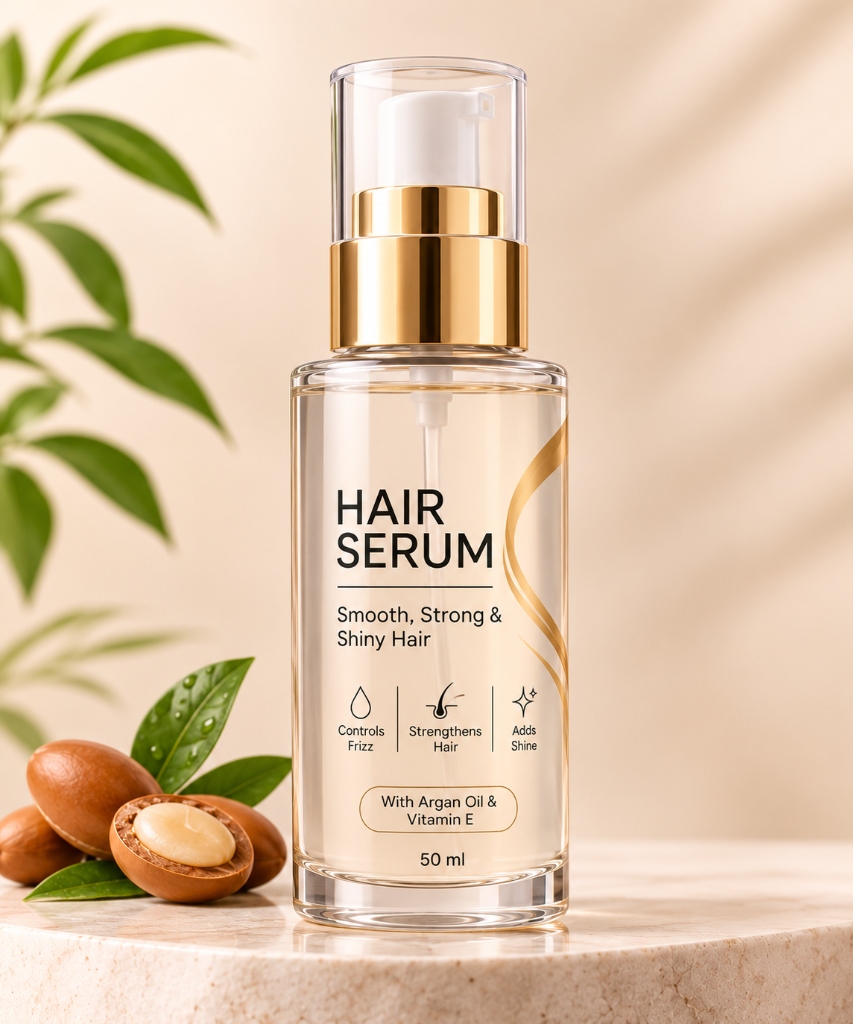 HAIR
SERUM
Smooth, Strong &
Shiny Hair
Controls
Frizz
Strengthens
Hair
Adds
Shine
With Argan Oil &
Vitamin E
50 ml